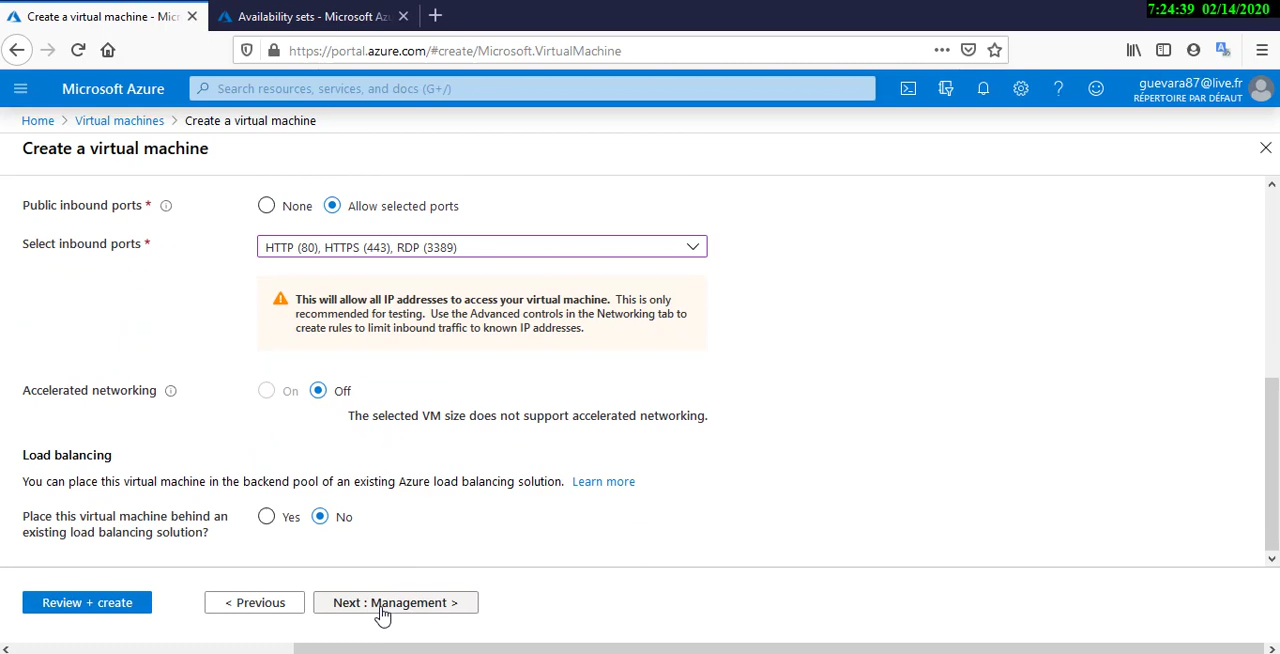 7:24:39 02/14/2020
Create a virtual machine - Micr
Availability sets - Microsoft Az
https://portal.azure.com/#create/Microsoft.VirtualMachine
Microsoft Azure
Search resources, services, and docs (G+/)
guevara87@live.fr
RÉPERTOIRE PAR DÉFAUT
Home > Virtual machines > Create a virtual machine
Create a virtual machine
Public inbound ports *
None
Allow selected ports
Select inbound ports *
HTTP (80), HTTPS (443), RDP (3389)
This will allow all IP addresses to access your virtual machine. This is only
recommended for testing. Use the Advanced controls in the Networking tab to
create rules to limit inbound traffic to known IP addresses.
Accelerated networking
On
Off
The selected VM size does not support accelerated networking.
Load balancing
You can place this virtual machine in the backend pool of an existing Azure load balancing solution. Learn more
Place this virtual machine behind an
existing load balancing solution?
Yes
No
Review + create
< Previous
Next : Management >